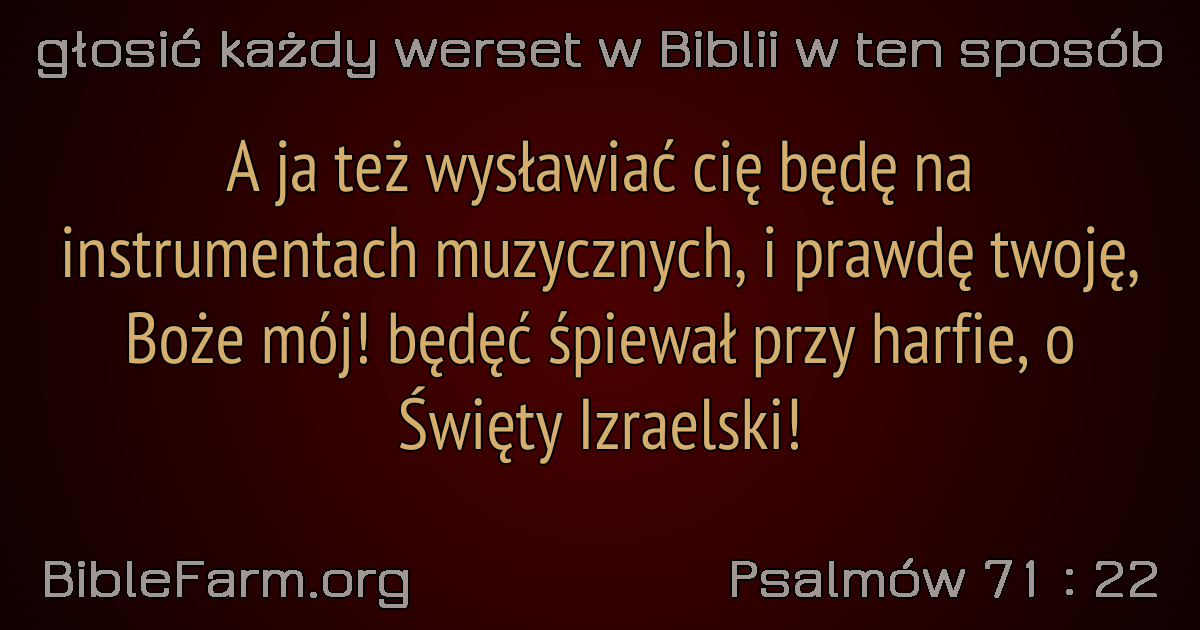 głosić każdy werset w Biblii w ten sposób
A ja też wysławiać cię będę na
instrumentach muzycznych, i prawdę twoję,
Boże mój! będęć śpiewał przy harfie, o
Święty Izraelski!
BibleFarm.org
Psalmów 71 : 22